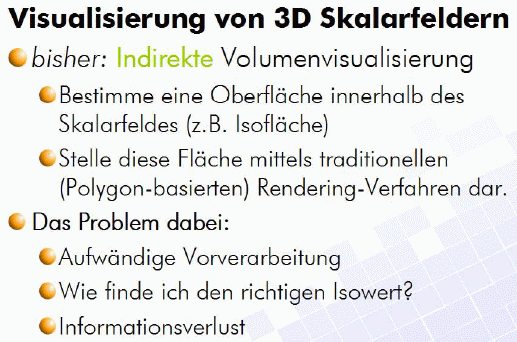 Visualisierung von 3D Skalarfeldern
bisher: Indirekte Volumenvisualisierung
Bestimme eine Oberfläche innerhalb des
Skalarfeldes (z.B. Isofläche)
Stelle diese Fläche mittels traditionellen
(Polygon-basierten) Rendering-Verfahren dar.
Das Problem dabei:
Aufwändige Vorverarbeitung
Wie finde ich den richtigen Isowert?
Informationsverlust